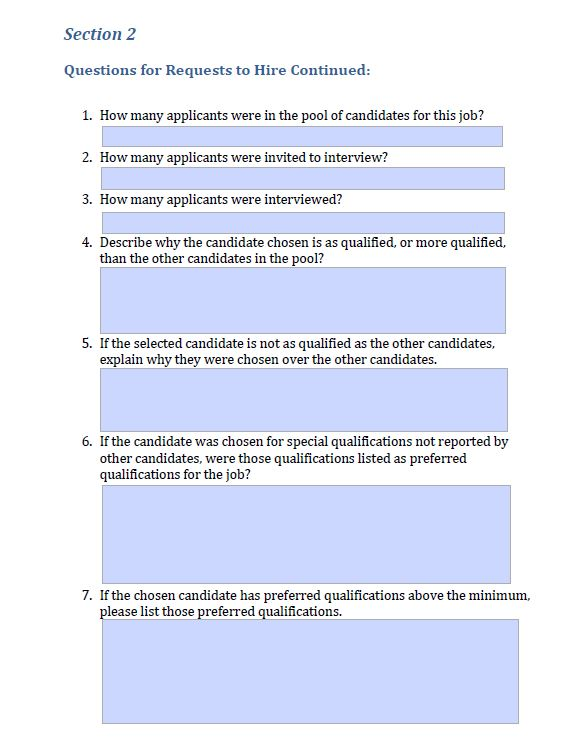 Section 2
Questions for Requests to Hire Continued:
1. How many applicants were in the pool of candidates for this job?
2. How many applicants were invited to interview?
3. How many applicants were interviewed?
4. Describe why the candidate chosen is as qualified, or more qualified,
than the other candidates in the pool?
5. If the selected candidate is not as qualified as the other candidates,
explain why they were chosen over the other candidates.
6. If the candidate was chosen for special qualifications not reported by
other candidates, were those qualifications listed as preferred
qualifications for the job?
7. If the chosen candidate has preferred qualifications above the minimum,
please list those preferred qualifications.